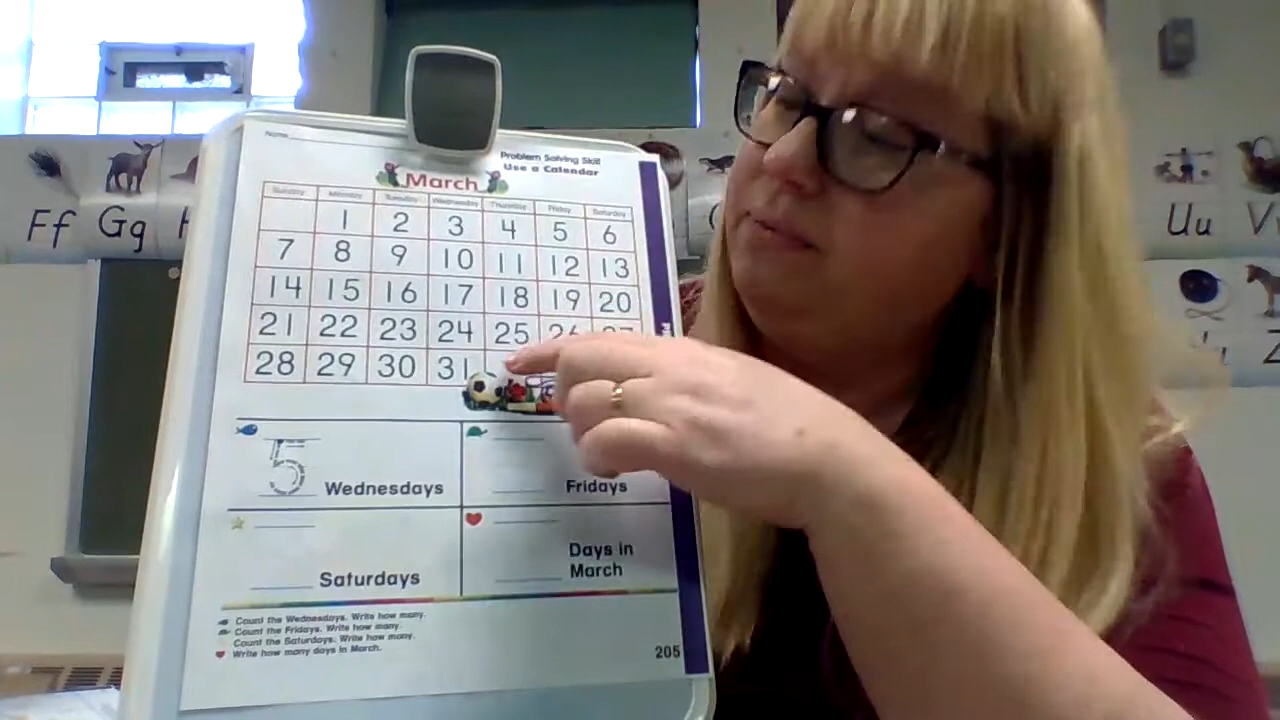 Ff Gg H
Uu V
Name
Problem Solving Skill
Use a Calendar
March
Sunday Monday Tuesday Wednesday Thursday Friday Saturday
1 2 3 4 5 6
7 8 9 10 11 12 13
14 15 16 17 18 19 20
21 22 23 24 25 26 27
28 29 30 31
5 Wednesdays
Fridays
Saturdays
Days in
March
Count the Wednesdays. Write how many.
Count the Fridays. Write how many.
Count the Saturdays. Write how many.
Write how many days in March.
205